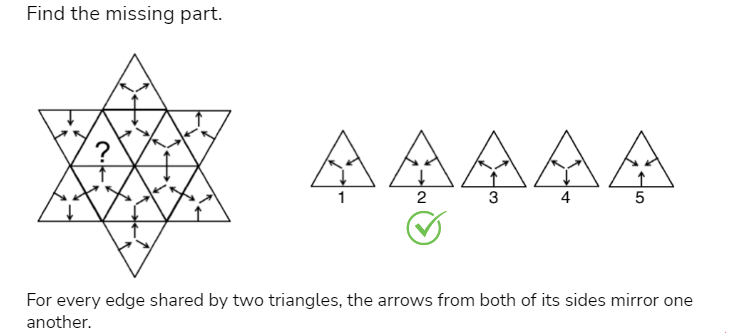 Find the missing part.
?
1 2 3 4 5
For every edge shared by two triangles, the arrows from both of its sides mirror one
another.